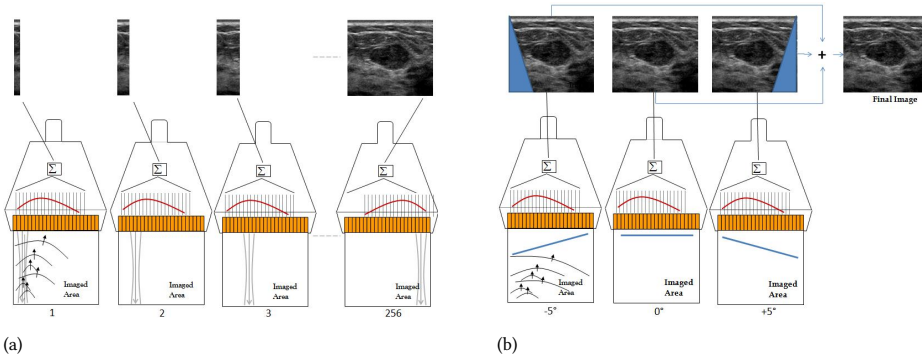 Final Image
Σ Σ Σ Σ Σ Σ Σ
Imaged Area
Imaged Area
Imaged Area
Imaged Area
Imaged Area
Imaged Area
Imaged Area
1 2 3 256
+
-5° 0° +5°
(a) (b)